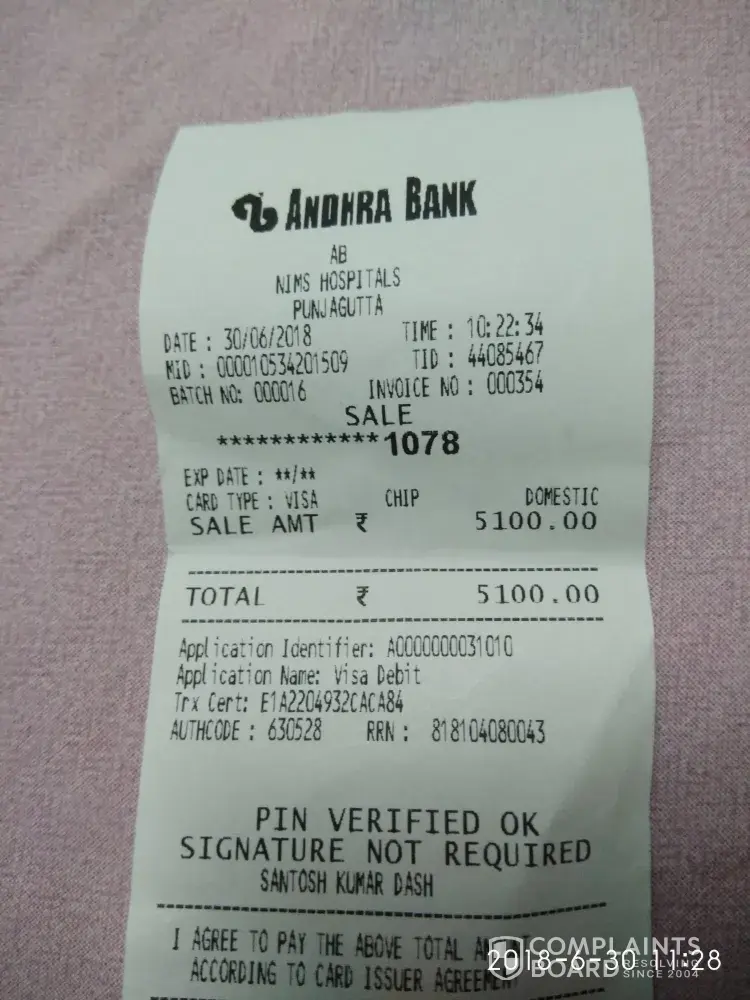 ANDHRA BANK
AB
NIMS HOSPITALS
PUNJAGUTTA
DATE : 30/06/2018 TIME : 10:22:34
MID : 000010534201509 TID : 44085467
BATCH NO: 000016 INVOICE NO : 000354
SALE
************1078
EXP DATE : **/**
CARD TYPE : VISA CHIP DOMESTIC
SALE AMT ₹ 5100.00
TOTAL ₹ 5100.00
Application Identifier: A0000000031010
Application Name: Visa Debit
Trx Cert: E1A2204932CACA84
AUTHCODE : 630528 RRN : 818104080043
PIN VERIFIED OK
SIGNATURE NOT REQUIRED
SANTOSH KUMAR DASH
I AGREE TO PAY THE ABOVE TOTAL
ACCORDING TO CARD ISSUER AGREEMENT
COMPLAINTS
BOARD RESOLVING
SINCE 2004
2018-6-30 11:28